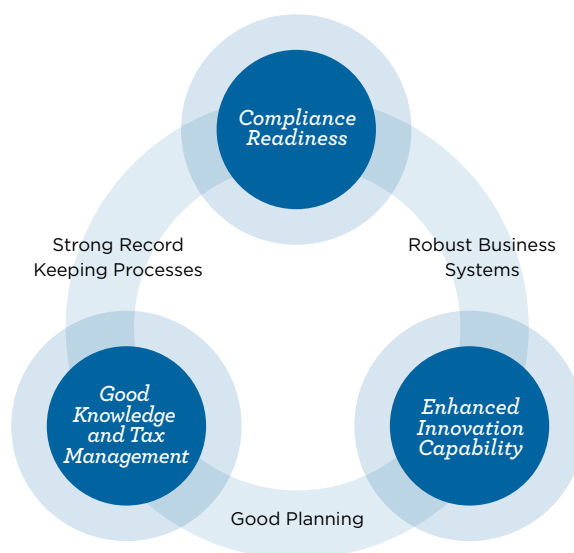 Compliance
Readiness
Strong Record
Keeping Processes
Robust Business
Systems
Good
Knowledge
and Tax
Management
Enhanced
Innovation
Capability
Good Planning